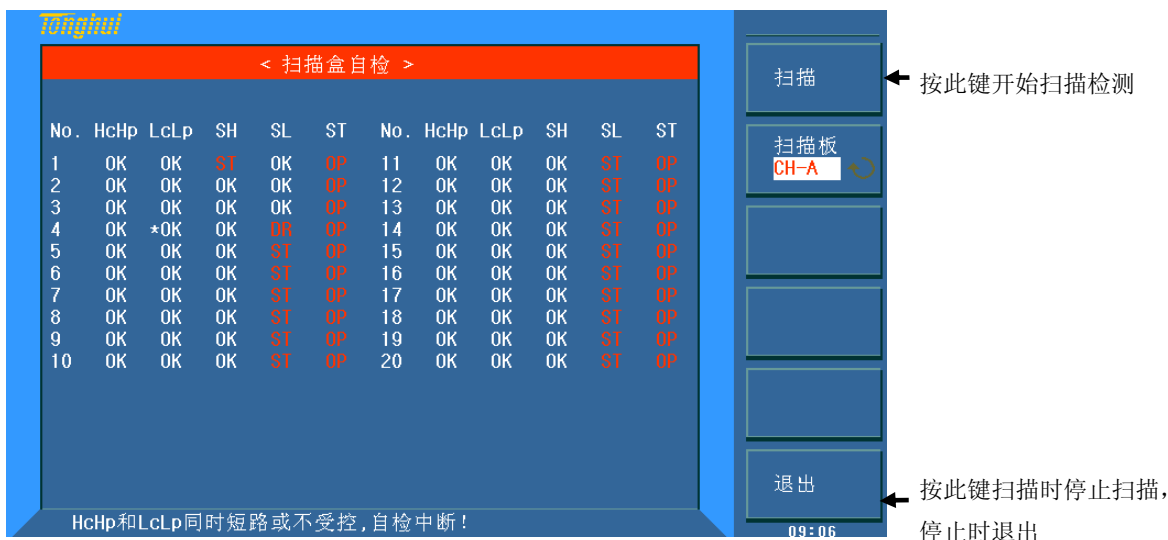 Tonghui
< 扫描盒自检 >
No. HcHp LcLp SH SL ST No. HcHp LcLp SH SL ST
1 OK OK ST OK OP 11 OK OK OK ST OP
2 OK OK OK OK OP 12 OK OK OK ST OP
3 OK OK OK OK OP 13 OK OK OK ST OP
4 OK *OK OK DR OP 14 OK OK OK ST OP
5 OK OK OK ST OP 15 OK OK OK ST OP
6 OK OK OK ST OP 16 OK OK OK ST OP
7 OK OK OK ST OP 17 OK OK OK ST OP
8 OK OK OK ST OP 18 OK OK OK ST OP
9 OK OK OK ST OP 19 OK OK OK ST OP
10 OK OK OK ST OP 20 OK OK OK ST OP
HcHp和LcLp同时短路或不受控,自检中断!
扫描
扫描板
CH-A
退出
09:06
按此键开始扫描检测
按此键扫描时停止扫描，
停止时退出